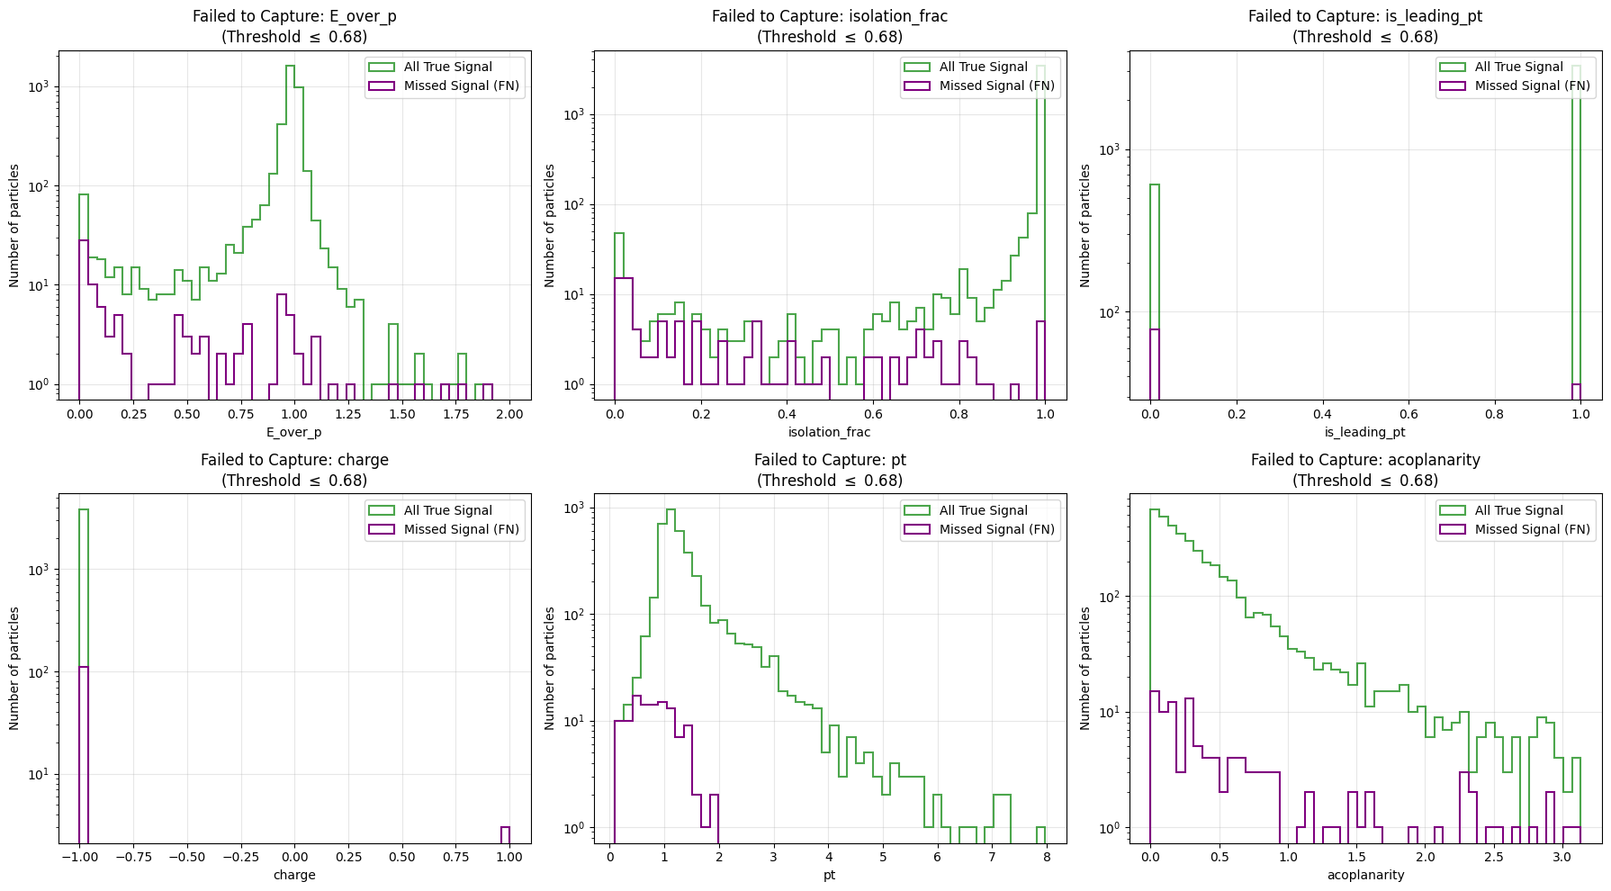 Failed to Capture: E_over_p
(Threshold ≤ 0.68)
All True Signal
Missed Signal (FN)
Number of particles
10³
10²
10¹
10⁰
0.00 0.25 0.50 0.75 1.00 1.25 1.50 1.75 2.00
E_over_p
Failed to Capture: isolation_frac
(Threshold ≤ 0.68)
All True Signal
Missed Signal (FN)
Number of particles
10³
10²
10¹
10⁰
0.0 0.2 0.4 0.6 0.8 1.0
isolation_frac
Failed to Capture: is_leading_pt
(Threshold ≤ 0.68)
All True Signal
Missed Signal (FN)
Number of particles
10³
10²
0.0 0.2 0.4 0.6 0.8 1.0
is_leading_pt
Failed to Capture: charge
(Threshold ≤ 0.68)
All True Signal
Missed Signal (FN)
Number of particles
10³
10²
10¹
−1.00 −0.75 −0.50 −0.25 0.00 0.25 0.50 0.75 1.00
charge
Failed to Capture: pt
(Threshold ≤ 0.68)
All True Signal
Missed Signal (FN)
Number of particles
10³
10²
10¹
10⁰
0 1 2 3 4 5 6 7 8
pt
Failed to Capture: acoplanarity
(Threshold ≤ 0.68)
All True Signal
Missed Signal (FN)
Number of particles
10²
10¹
10⁰
0.0 0.5 1.0 1.5 2.0 2.5 3.0
acoplanarity